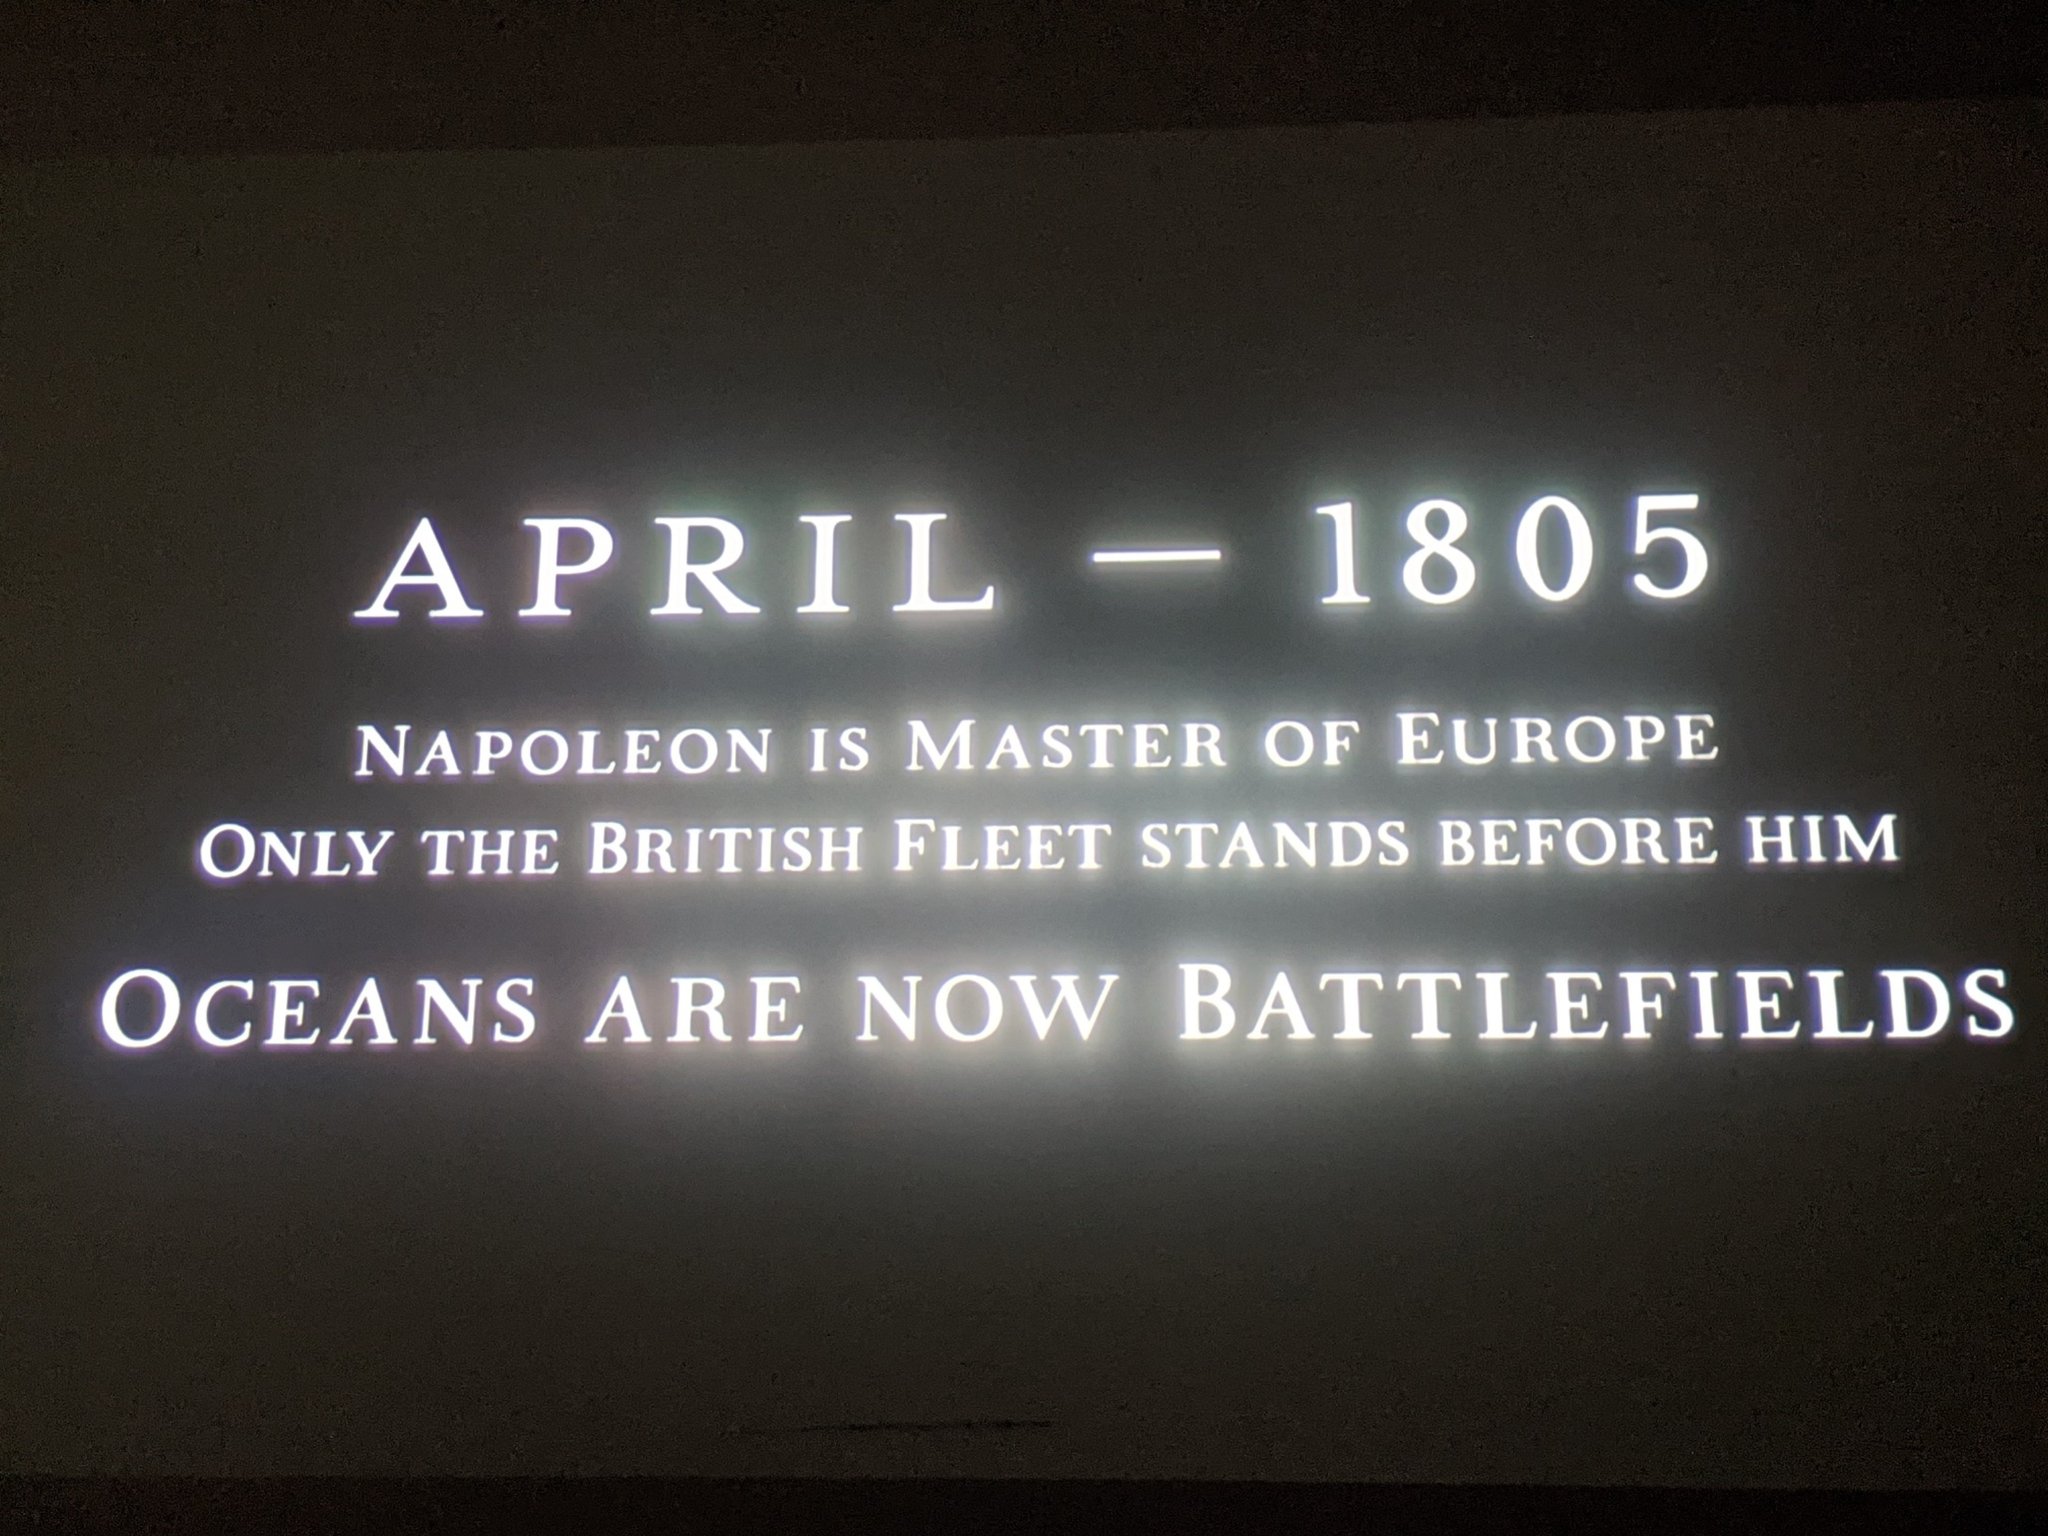 APRIL — 1805
NAPOLEON IS MASTER OF EUROPE
ONLY THE BRITISH FLEET STANDS BEFORE HIM
OCEANS ARE NOW BATTLEFIELDS